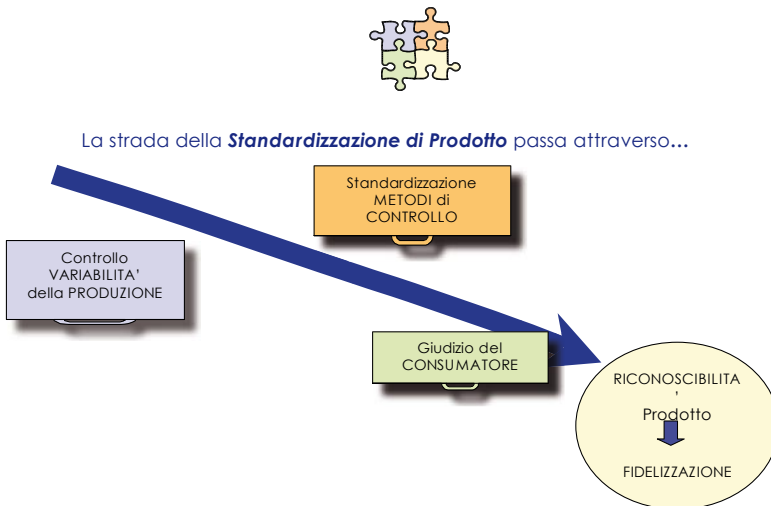 La strada della Standardizzazione di Prodotto passa attraverso…
Standardizzazione
METODI di
CONTROLLO
Controllo
VARIABILITA'
della PRODUZIONE
Giudizio del
CONSUMATORE
RICONOSCIBILITA
'
Prodotto
FIDELIZZAZIONE